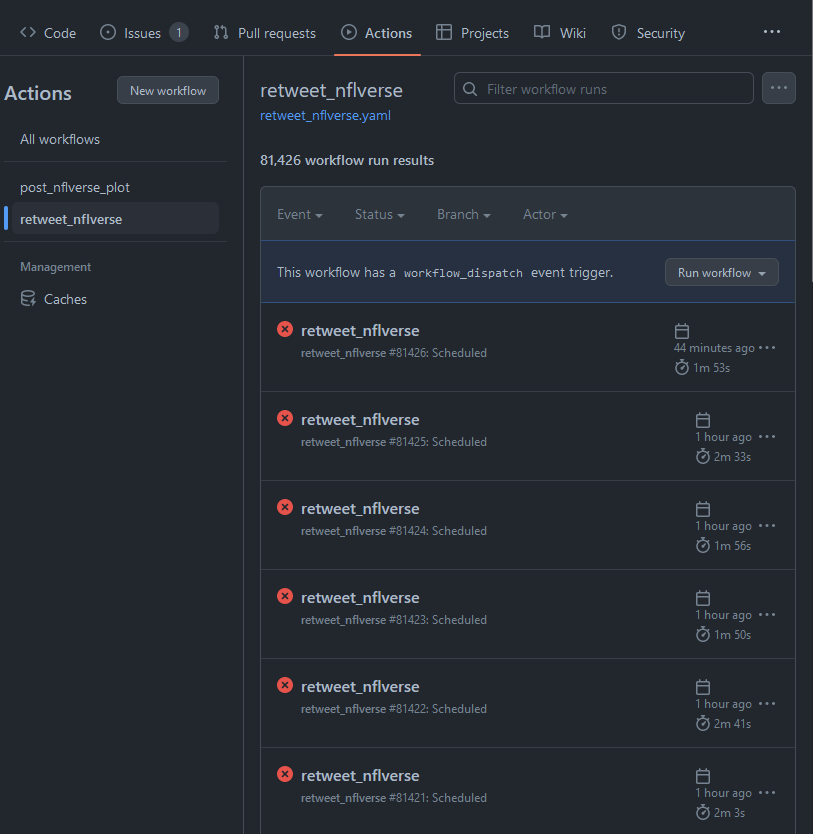 Code Issues 1 Pull requests Actions Projects Wiki Security ...
Actions New workflow
All workflows
post_nflverse_plot
retweet_nflverse
Management
Caches
retweet_nflverse Filter workflow runs ...
retweet_nflverse.yaml
81,426 workflow run results
Event Status Branch Actor
This workflow has a workflow_dispatch event trigger. Run workflow
retweet_nflverse
retweet_nflverse #81426: Scheduled
44 minutes ago ...
1m 53s
retweet_nflverse
retweet_nflverse #81425: Scheduled
1 hour ago ...
2m 33s
retweet_nflverse
retweet_nflverse #81424: Scheduled
1 hour ago ...
1m 56s
retweet_nflverse
retweet_nflverse #81423: Scheduled
1 hour ago ...
1m 50s
retweet_nflverse
retweet_nflverse #81422: Scheduled
1 hour ago ...
2m 41s
retweet_nflverse
retweet_nflverse #81421: Scheduled
1 hour ago ...
2m 3s